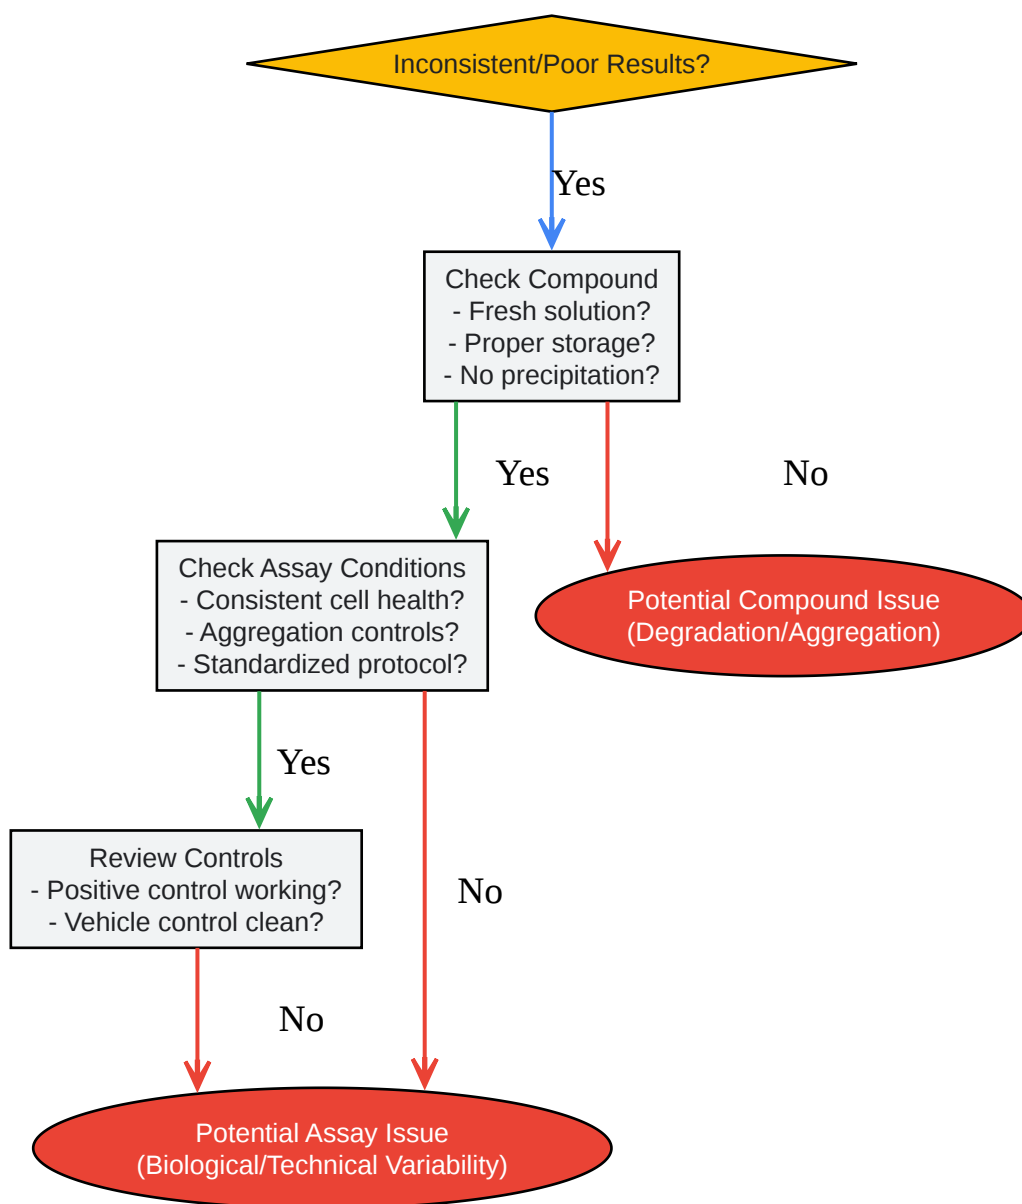 Inconsistent/Poor Results?
Yes
Check Compound
- Fresh solution?
- Proper storage?
- No precipitation?
Yes
No
Check Assay Conditions
- Consistent cell health?
- Aggregation controls?
- Standardized protocol?
Potential Compound Issue
(Degradation/Aggregation)
Yes
Review Controls
- Positive control working?
- Vehicle control clean?
No
No
Potential Assay Issue
(Biological/Technical Variability)